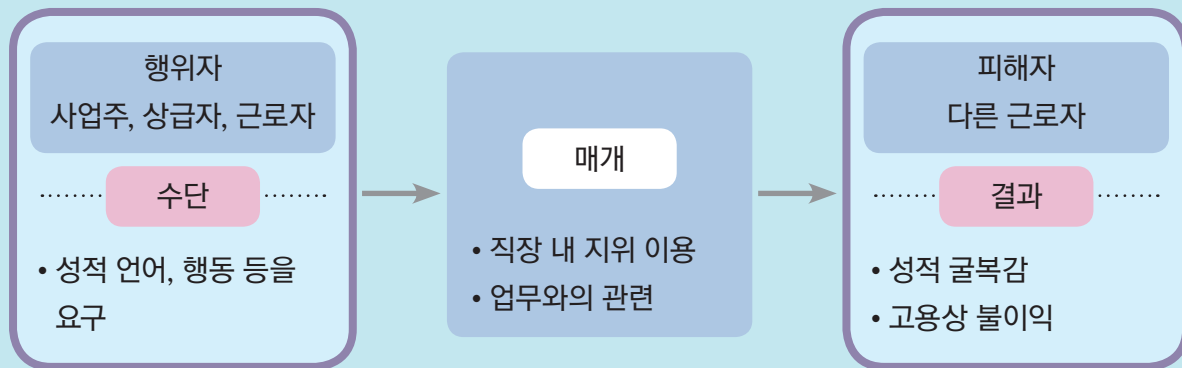 행위자
사업주, 상급자, 근로자
수단
• 성적 언어, 행동 등을
요구
매개
• 직장 내 지위 이용
• 업무와의 관련
피해자
다른 근로자
결과
• 성적 굴복감
• 고용상 불이익